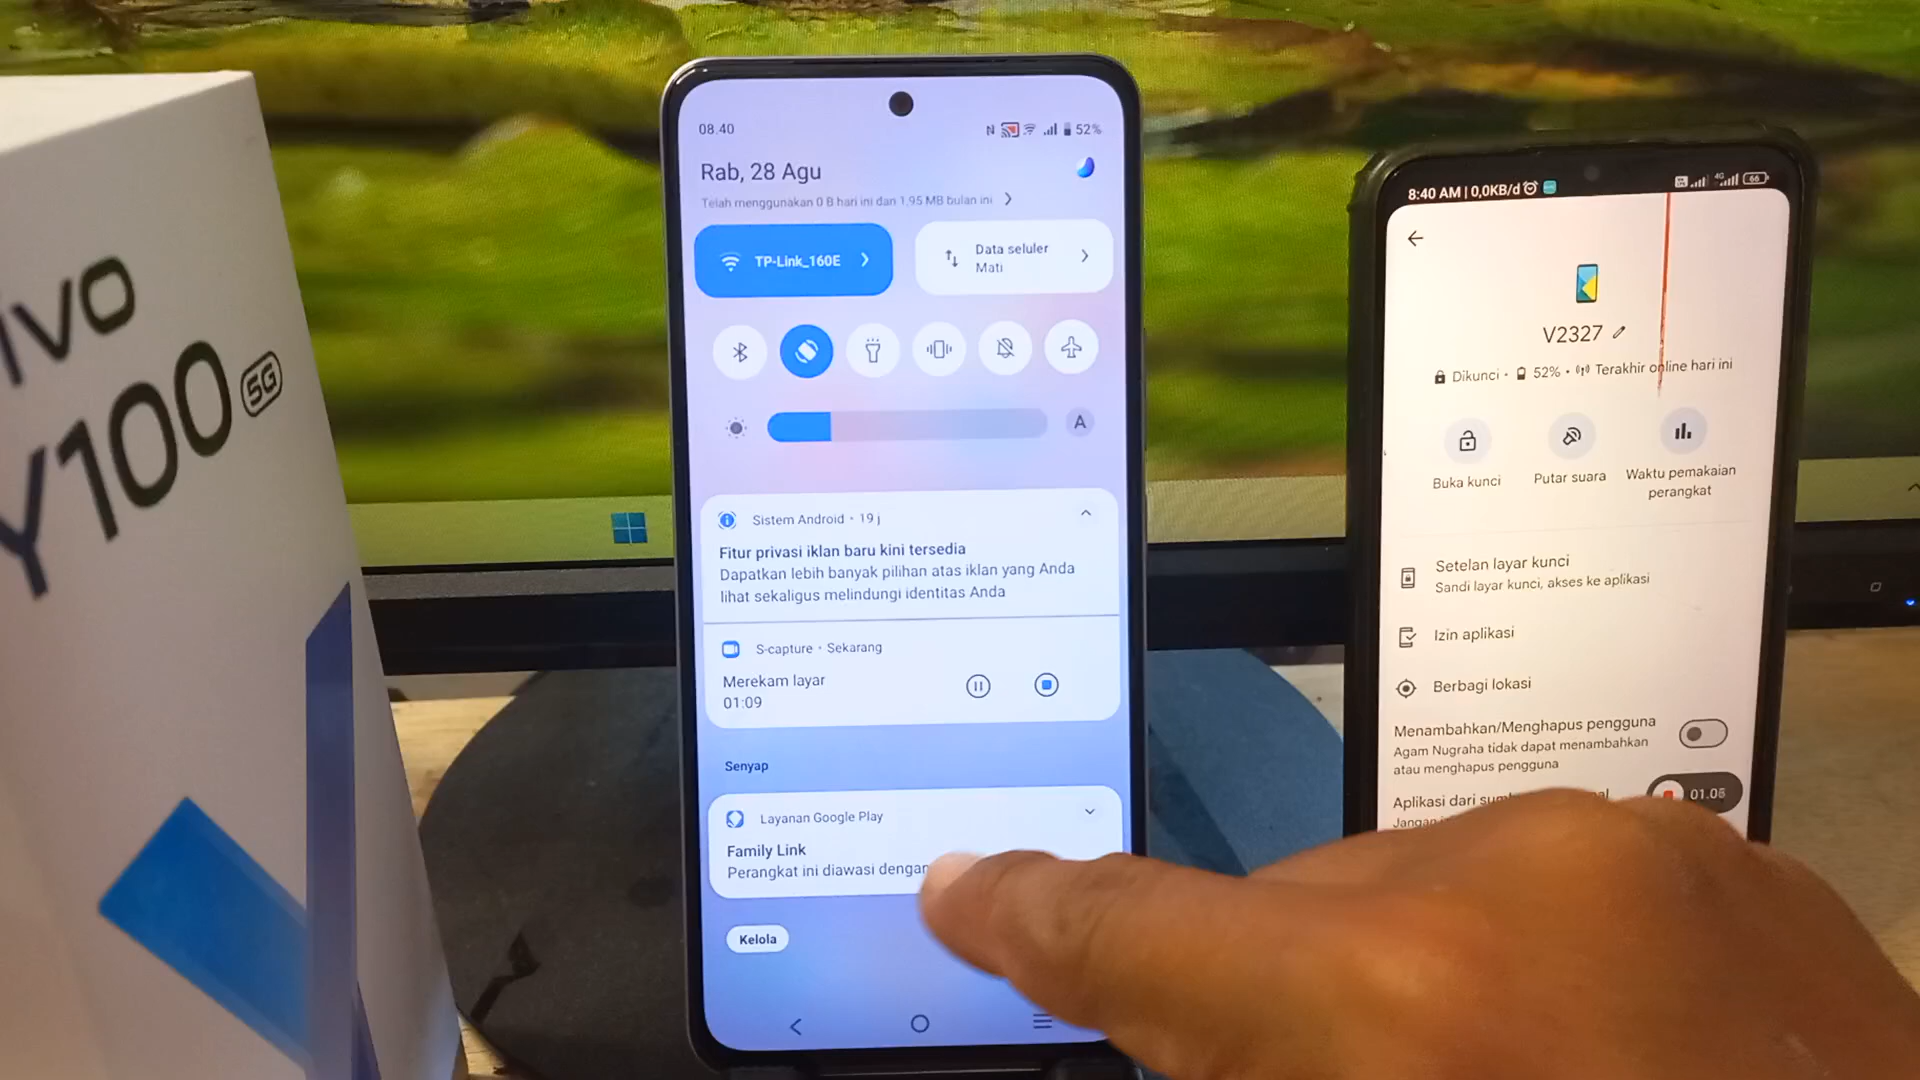 vivo
Y100 5G
08.40
52%
Rab, 28 Agu
Telah menggunakan 0 B hari ini dan 1,95 MB bulan ini
TP-Link_160E
Data seluler
Mati
A
Sistem Android • 19 j
Fitur privasi iklan baru kini tersedia
Dapatkan lebih banyak pilihan atas iklan yang Anda
lihat sekaligus melindungi identitas Anda
S-capture • Sekarang
Merekam layar
01:09
Senyap
Layanan Google Play
Family Link
Perangkat ini diawasi dengan
Kelola
8:40 AM | 0,0KB/d
4G
66
V2327
Dikunci • 52% • Terakhir online hari ini
Buka kunci
Putar suara
Waktu pemakaian
perangkat
Setelan layar kunci
Sandi layar kunci, akses ke aplikasi
Izin aplikasi
Berbagi lokasi
Menambahkan/Menghapus pengguna
Agam Nugraha tidak dapat menambahkan
atau menghapus pengguna
Aplikasi dari
01.08